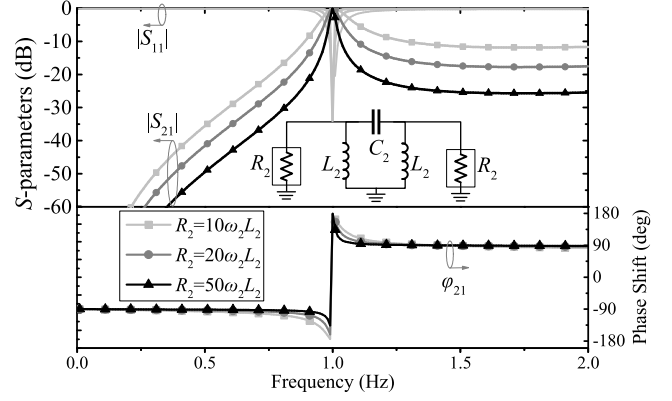 S-parameters (dB)
0
-10
-20
-30
-40
-50
-60
|S₁₁|
|S₂₁|
R₂
L₂
C₂
L₂
R₂
R₂=10ω₂L₂
R₂=20ω₂L₂
R₂=50ω₂L₂
φ₂₁
180
90
0
-90
-180
Phase Shift (deg)
0.0 0.5 1.0 1.5 2.0
Frequency (Hz)